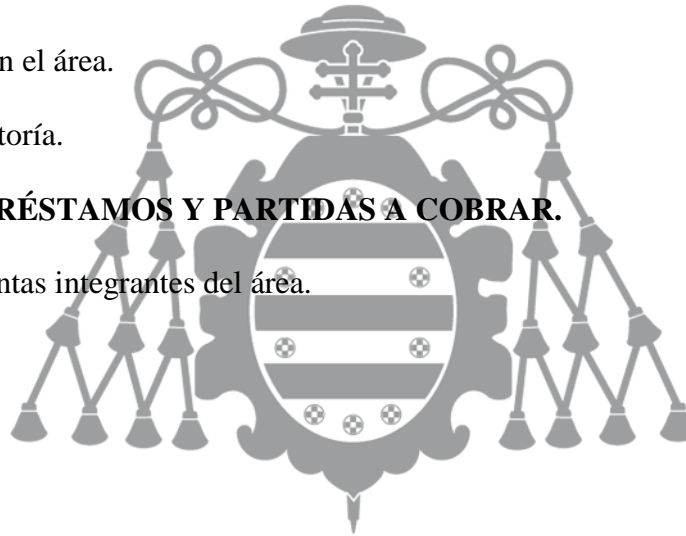 n el área.
toría.
RÉSTAMOS Y PARTIDAS A COBRAR.
ntas integrantes del área.